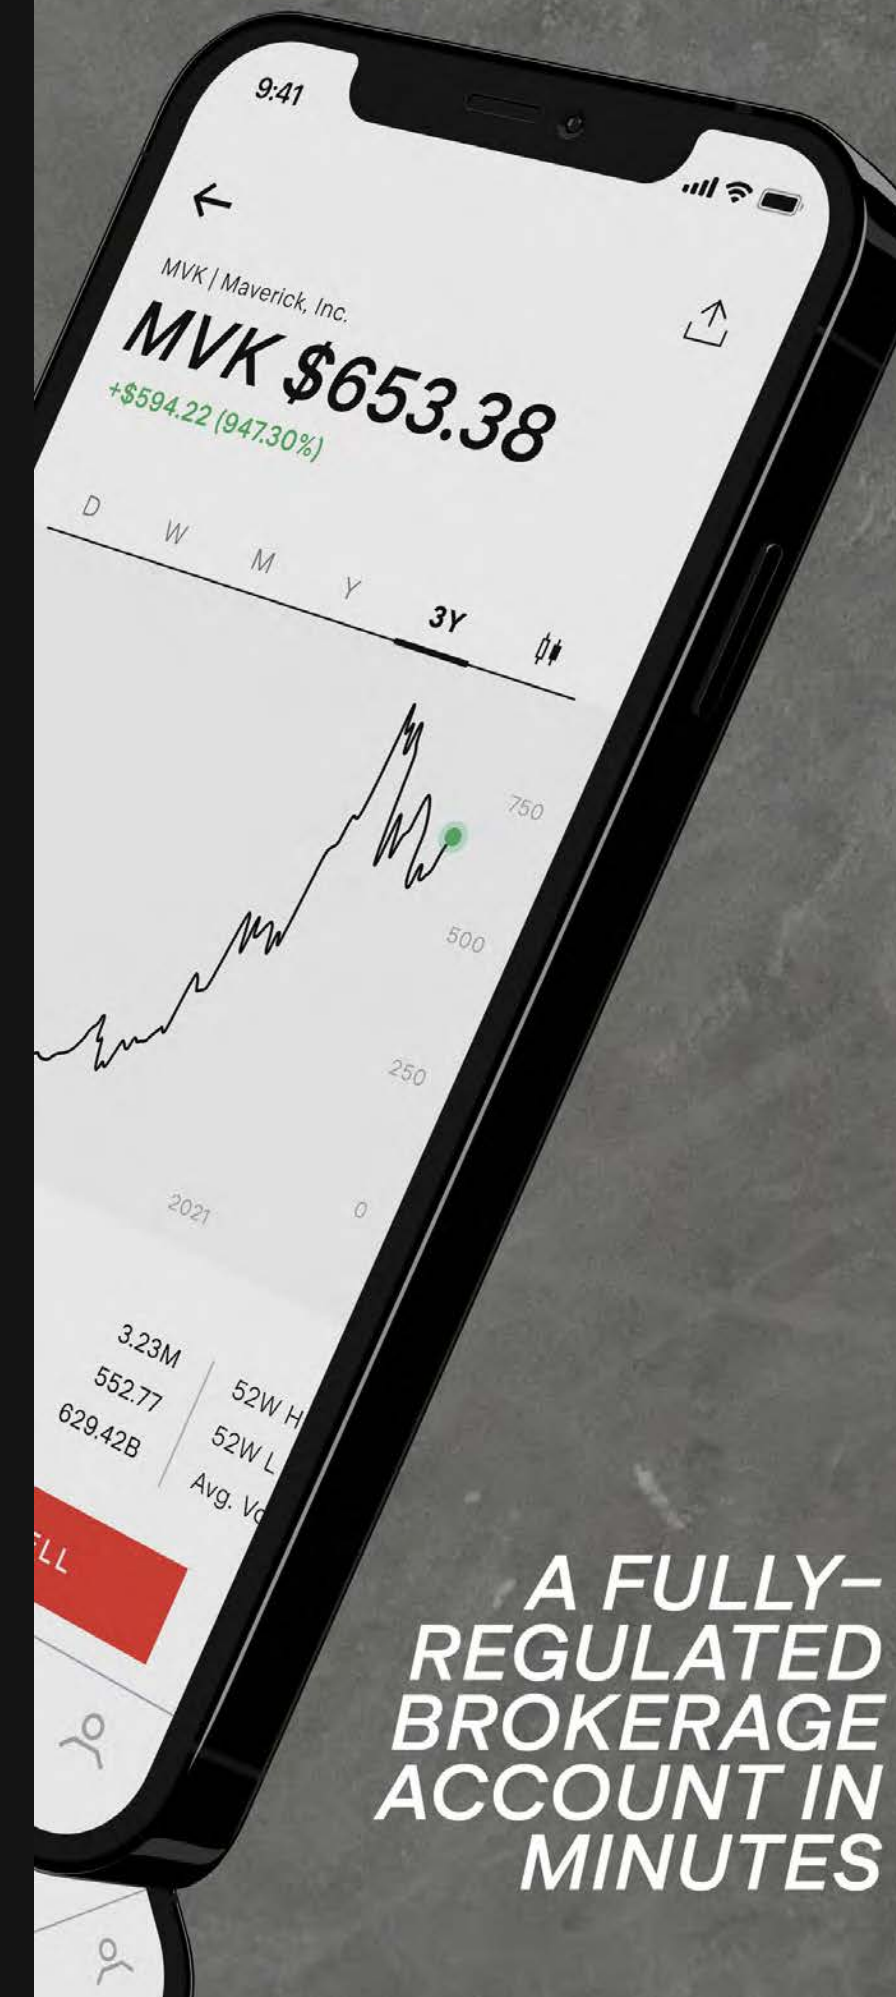 9:41
MVK | Maverick, Inc.
MVK $653.38
+$594.22 (947.30%)
D W M Y 3Y
750
500
250
0
2021
3.23M
552.77
629.42B
52W H
52W L
Avg.
ELL
A FULLY-
REGULATED
BROKERAGE
ACCOUNT IN
MINUTES